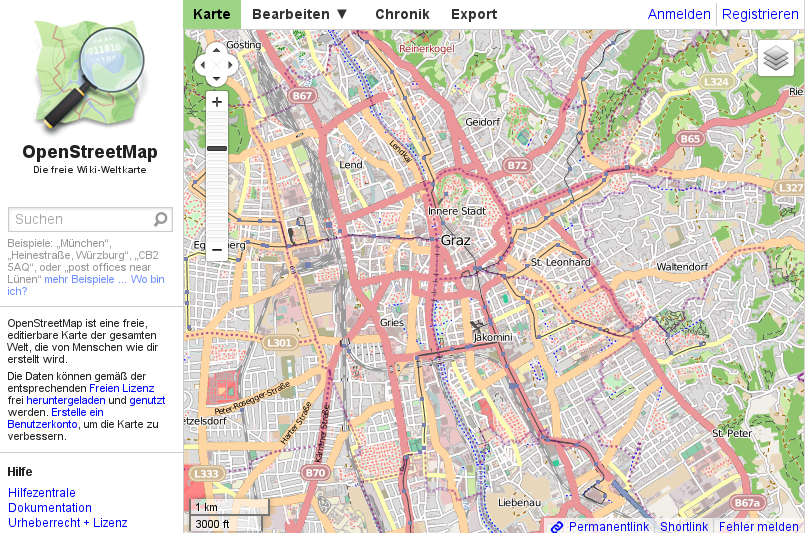 Karte Bearbeiten ▼ Chronik Export Anmelden Registrieren
OpenStreetMap
Die freie Wiki-Weltkarte
Suchen
Beispiele: „München“,
„Heinestraße, Würzburg“, „CB2
5AQ“, oder „post offices near
Lünen“ mehr Beispiele ... Wo bin
ich?
OpenStreetMap ist eine freie,
editierbare Karte der gesamten
Welt, die von Menschen wie dir
erstellt wird.
Die Daten können gemäß der
entsprechenden Freien Lizenz
frei heruntergeladen und genutzt
werden. Erstelle ein
Benutzerkonto, um die Karte zu
verbessern.
Hilfe
Hilfezentrale
Dokumentation
Urheberrecht + Lizenz
Gösting
Reinerkogel
L324
B67
Geidorf
B65
Lendkai
Lend
B72
L327
Innere Stadt
Graz
St. Leonhard
Waltendorf
Gries
Jakomini
L301
Peter-Rosegger-Straße
Harter Straße
Kärntner Straße
etzelsdorf
St. Peter
L333
B70
Liebenau
B67a
1 km
3000 ft
Permanentlink Shortlink Fehler melden